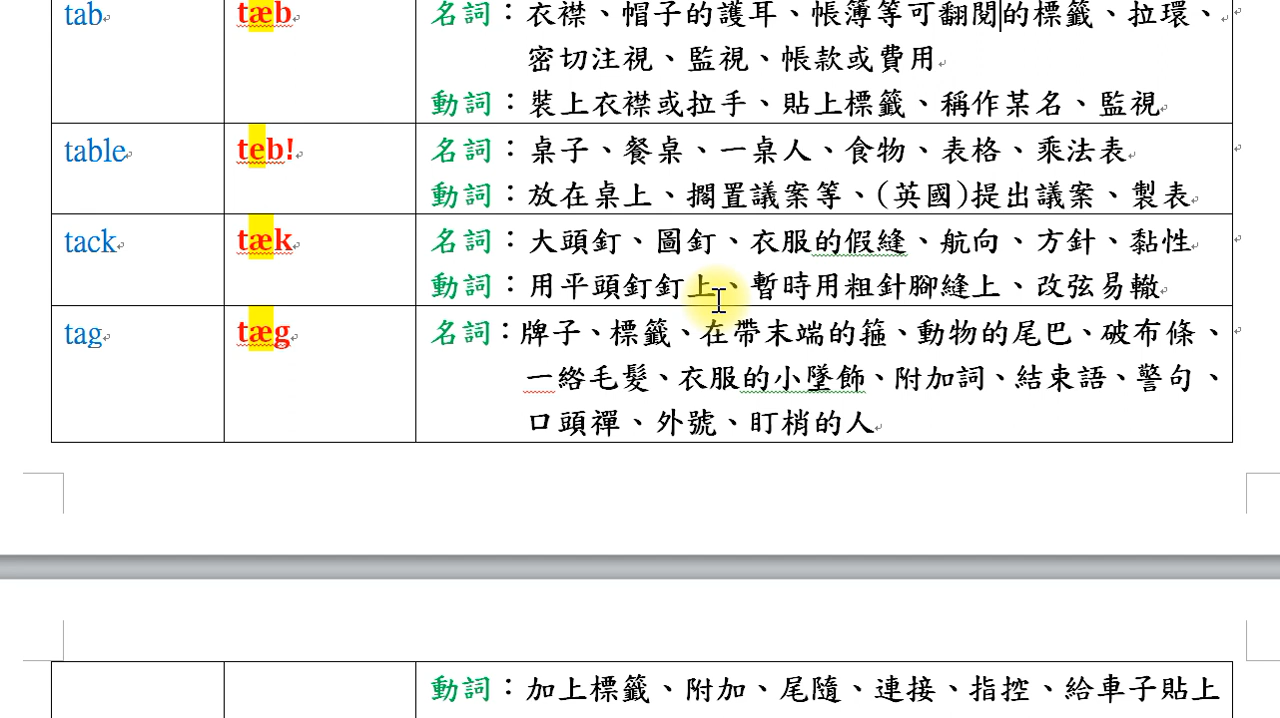 tab tæb 名詞：衣襟、帽子的護耳、帳簿等可翻閱的標籤、拉環、
密切注視、監視、帳款或費用
動詞：裝上衣襟或拉手、貼上標籤、稱作某名、監視
table teb! 名詞：桌子、餐桌、一桌人、食物、表格、乘法表
動詞：放在桌上、擱置議案等、(英國)提出議案、製表
tack tæk 名詞：大頭釘、圖釘、衣服的假縫、航向、方針、黏性
動詞：用平頭釘釘上、暫時用粗針腳縫上、改弦易轍
tag tæg 名詞：牌子、標籤、在帶末端的箍、動物的尾巴、破布條、
一綹毛髮、衣服的小墜飾、附加詞、結束語、警句、
口頭禪、外號、盯梢的人
動詞：加上標籤、附加、尾隨、連接、指控、給車子貼上